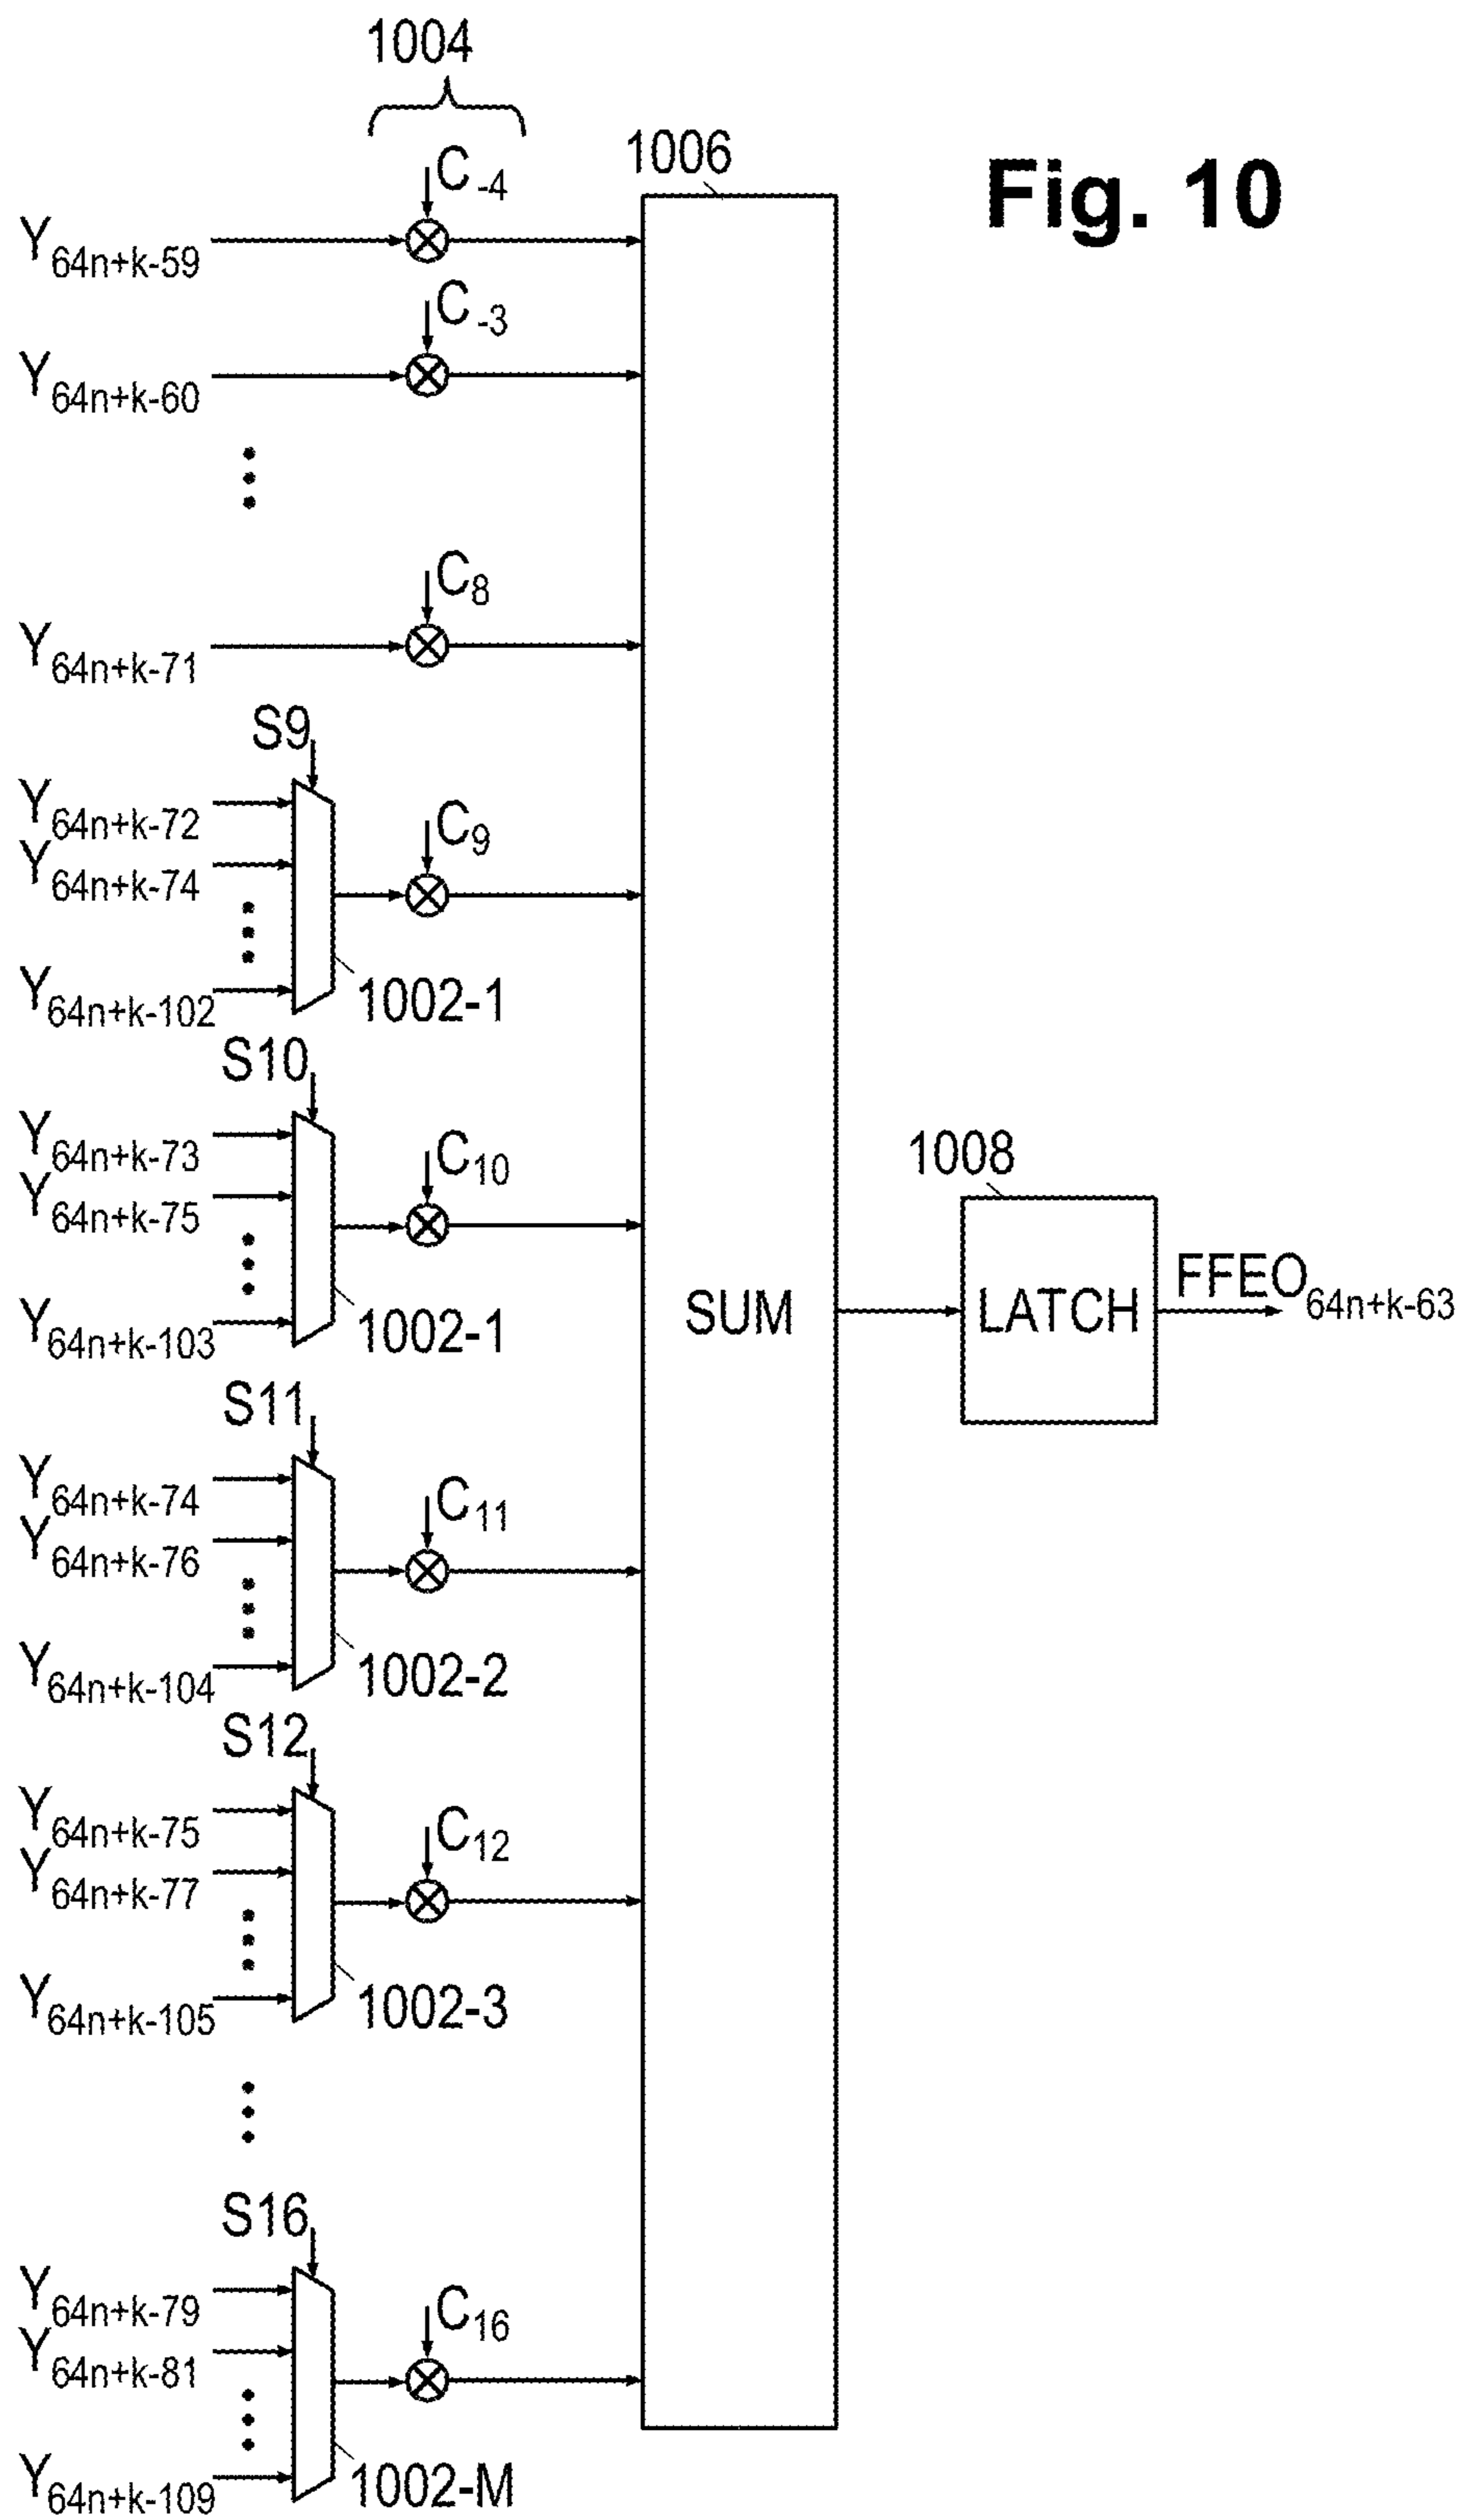 1004
1006
Fig. 10
C-4
Y64n+k-59
C-3
Y64n+k-60
C8
Y64n+k-71
S9
Y64n+k-72
C9
Y64n+k-74
Y64n+k-102
1002-1
S10
Y64n+k-73
C10
Y64n+k-75
Y64n+k-103
1002-1
SUM
1008
LATCH
FFEO64n+k-63
S11
Y64n+k-74
C11
Y64n+k-76
Y64n+k-104
1002-2
S12
Y64n+k-75
C12
Y64n+k-77
Y64n+k-105
1002-3
S16
Y64n+k-79
C16
Y64n+k-81
Y64n+k-109
1002-M